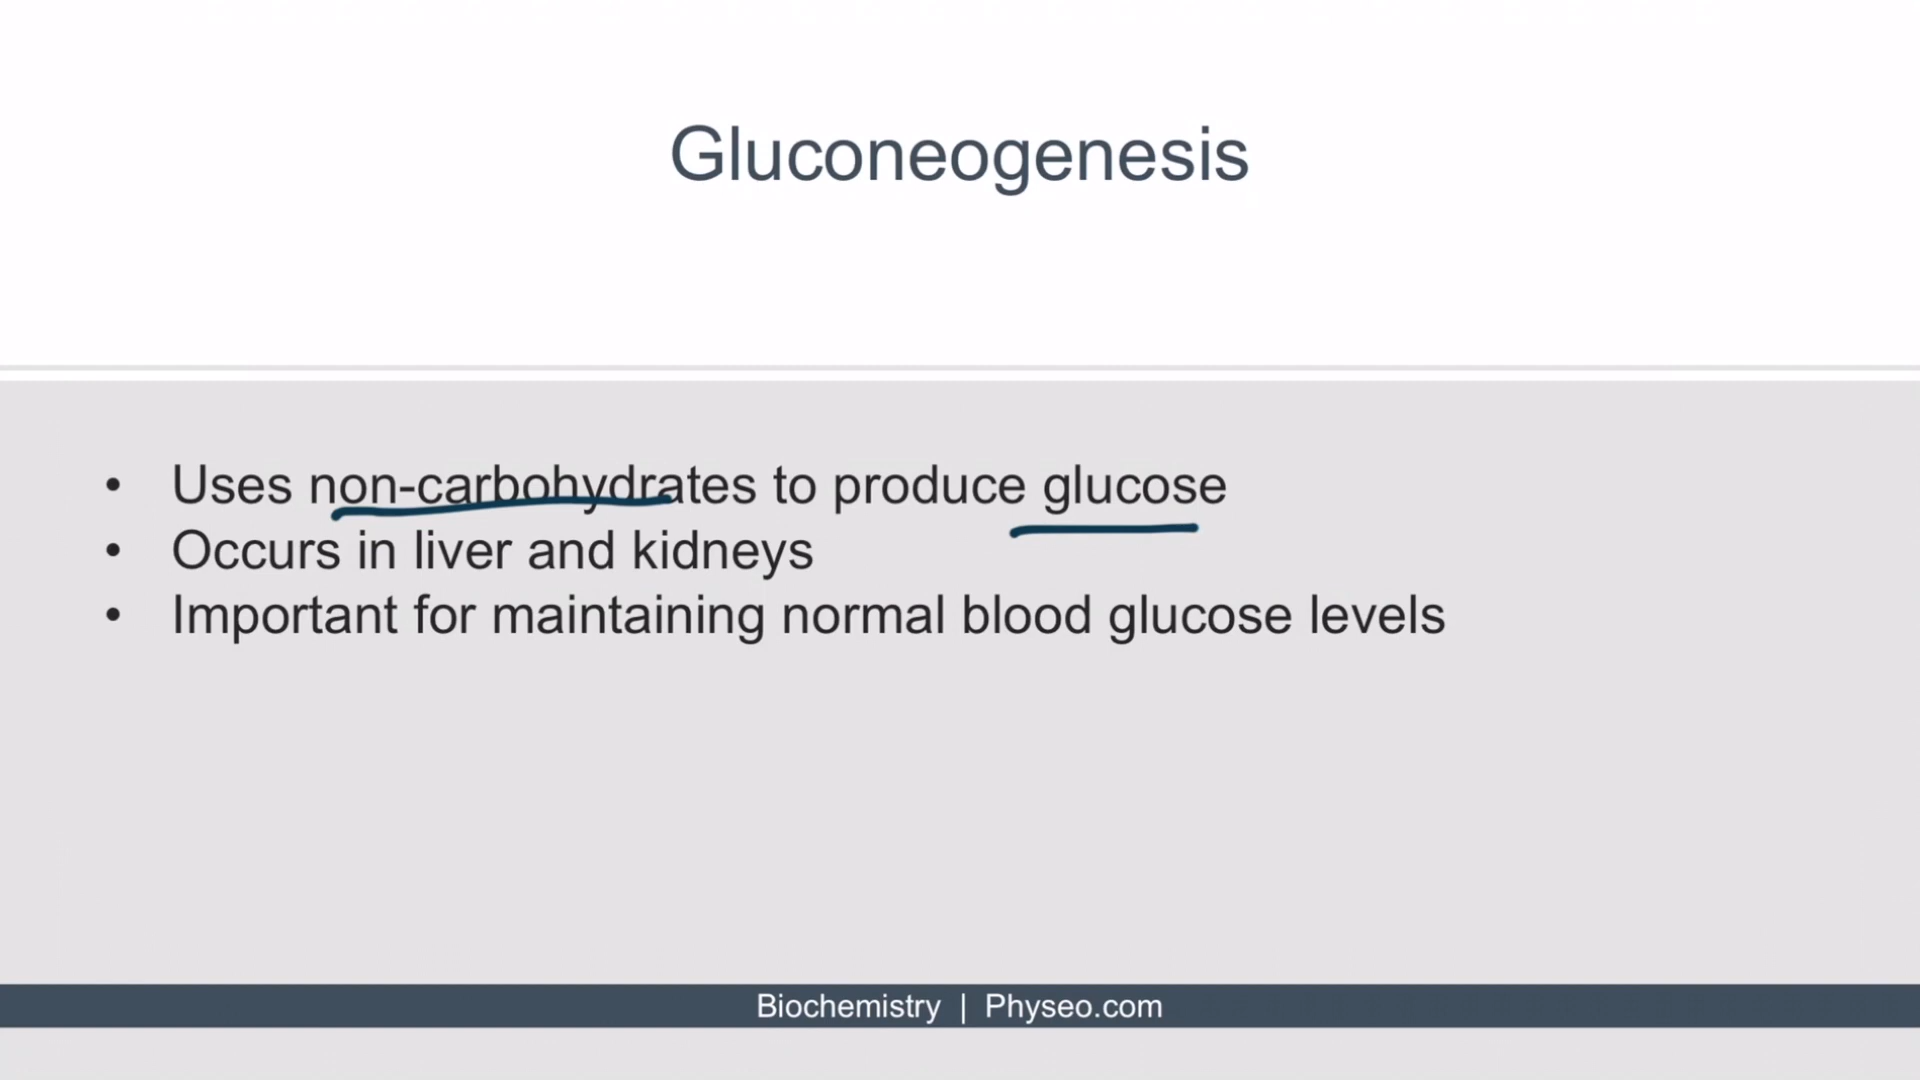 Gluconeogenesis
• Uses non-carbohydrates to produce glucose
• Occurs in liver and kidneys
• Important for maintaining normal blood glucose levels
Biochemistry | Physeo.com